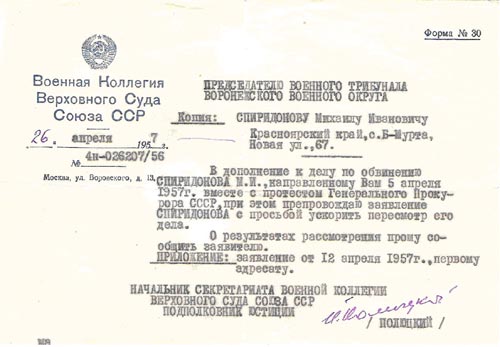 Форма № 30
Военная Коллегия
Верховного Суда
Союза ССР
26 апреля 1957
№ 4н-026207/56
Москва, ул. Воровского, д. 13.
ПРЕДСЕДАТЕЛЮ ВОЕННОГО ТРИБУНАЛА
ВОРОНЕЖСКОГО ВОЕННОГО ОКРУГА
Копия: СПИРИДОНОВУ Михаилу Ивановичу
Красноярский край, с.Б-Мурта,
Новая ул.,67.
В дополнение к делу по обвинению
СПИРИДОНОВА М.И.,направленному Вам 5 апреля
1957г. вместе с протестом Генерального Проку-
рора СССР,при этом препровождаю заявление
СПИРИДОНОВА с просьбой ускорить пересмотр его
дела.
О результатах рассмотрения прошу со-
общить заявителю.
ПРИЛОЖЕНИЕ: заявление от 12 апреля 1957г.,первому
адресату.
НАЧАЛЬНИК СЕКРЕТАРИАТА ВОЕННОЙ КОЛЛЕГИИ
ВЕРХОВНОГО СУДА СОЮЗА ССР
ПОДПОЛКОВНИК ЮСТИЦИИ
/ ПОЛЮЦКИЙ/